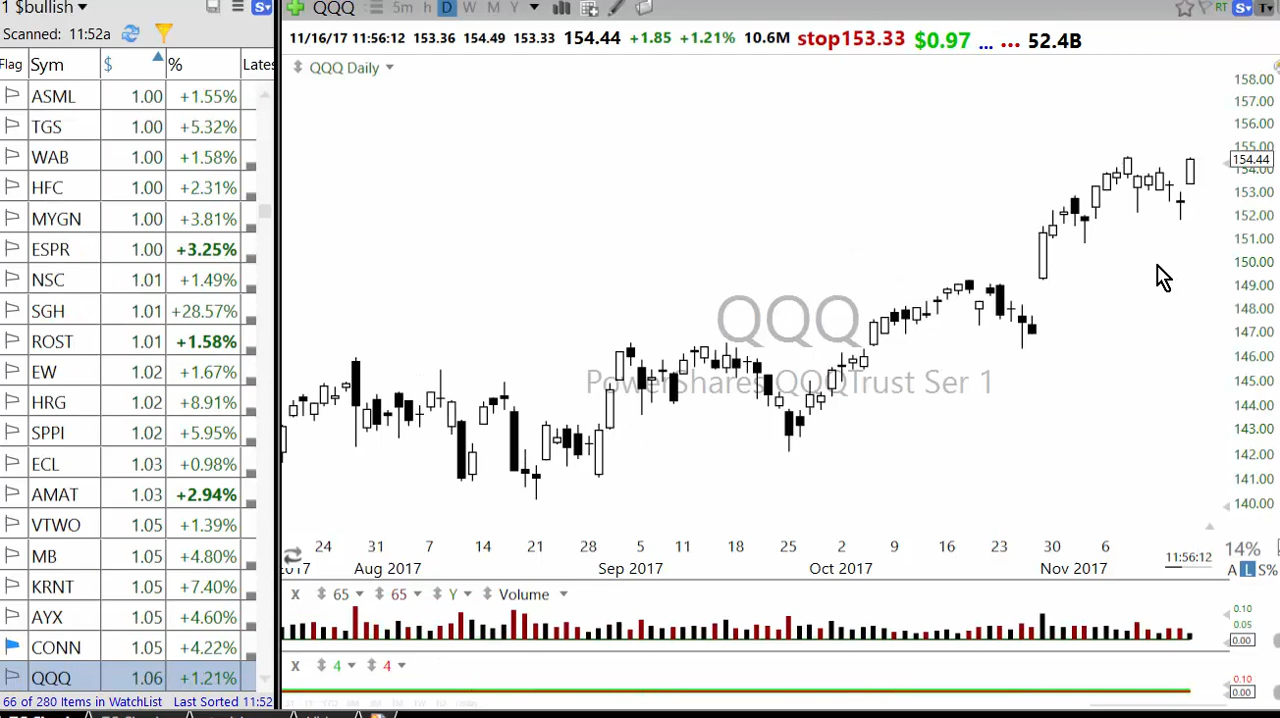 1 $bullish
Scanned: 11:52a
Flag Sym $ % Lates
ASML 1.00 +1.55%
TGS 1.00 +5.32%
WAB 1.00 +1.58%
HFC 1.00 +2.31%
MYGN 1.00 +3.81%
ESPR 1.00 +3.25%
NSC 1.01 +1.49%
SGH 1.01 +28.57%
ROST 1.01 +1.58%
EW 1.02 +1.67%
HRG 1.02 +8.91%
SPPI 1.02 +5.95%
ECL 1.03 +0.98%
AMAT 1.03 +2.94%
VTWO 1.05 +1.39%
MB 1.05 +4.80%
KRNT 1.05 +7.40%
AYX 1.05 +4.60%
CONN 1.05 +4.22%
QQQ 1.06 +1.21%
66 of 280 Items in WatchList Last Sorted 11:52
QQQ 5m h D W M Y RT
11/16/17 11:56:12 153.36 154.49 153.33 154.44 +1.85 +1.21% 10.6M stop153.33 $0.97 ... ... 52.4B
QQQ Daily
QQQ
PowerShares QQQTrust Ser 1
158.00
157.00
156.00
155.00
154.44
154.00
153.00
152.00
151.00
150.00
149.00
148.00
147.00
146.00
145.00
144.00
143.00
142.00
141.00
140.00
24 31 7 14 21 28 5 11 18 25 2 9 16 23 30 6 11:56:12 14%
2017 Aug 2017 Sep 2017 Oct 2017 Nov 2017 A L S%
X 65 65 Y Volume
0.10
0.05
0.00
X 4 4
0.10
0.00